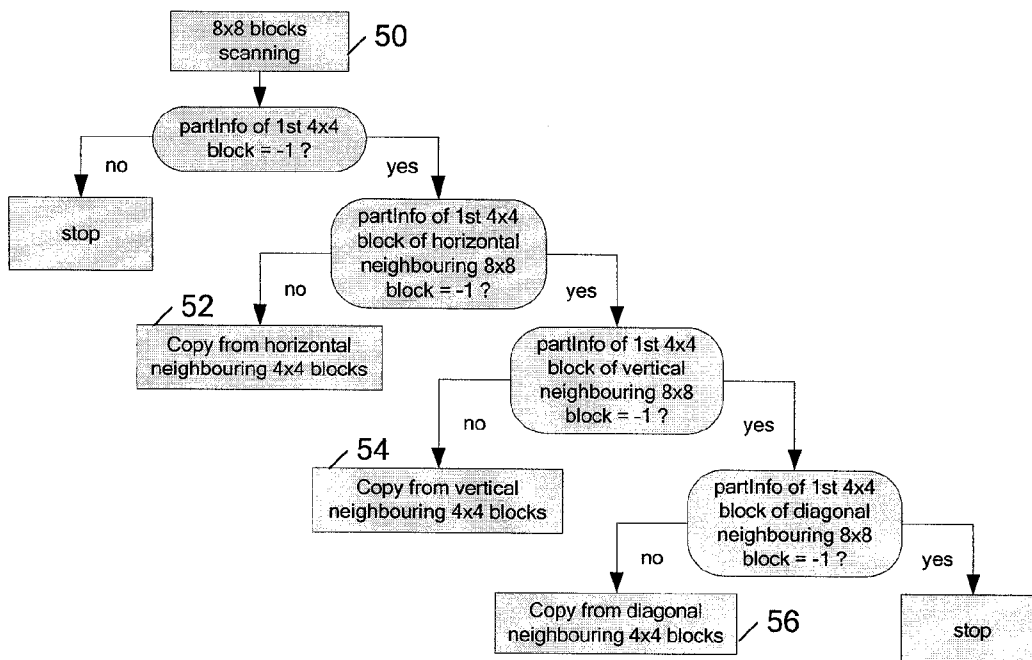 8x8 blocks
scanning
50
partInfo of 1st 4x4
block = -1 ?
no
yes
stop
partInfo of 1st 4x4
block of horizontal
neighbouring 8x8
block = -1 ?
no
yes
52
Copy from horizontal
neighbouring 4x4 blocks
partInfo of 1st 4x4
block of vertical
neighbouring 8x8
block = -1 ?
no
yes
54
Copy from vertical
neighbouring 4x4 blocks
partInfo of 1st 4x4
block of diagonal
neighbouring 8x8
block = -1 ?
no
yes
Copy from diagonal
neighbouring 4x4 blocks
56
stop